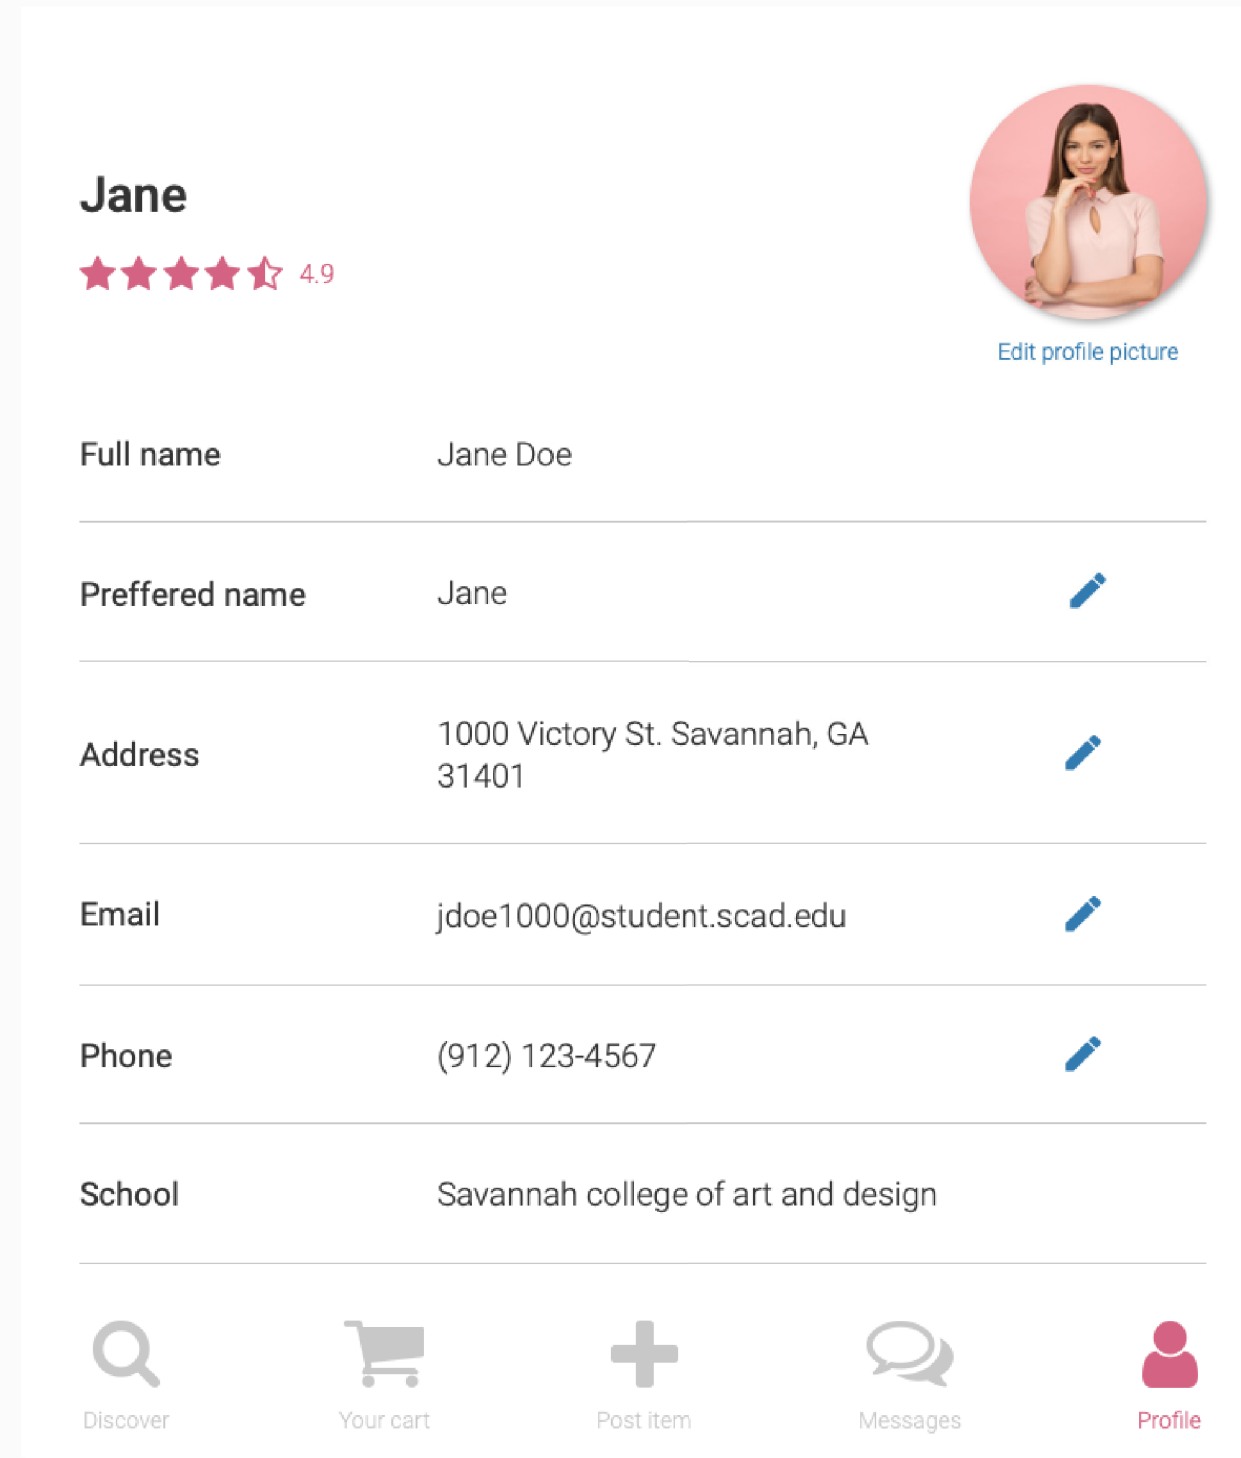 Jane
4.9
Edit profile picture
Full name
Jane Doe
Preffered name
Jane
Address
1000 Victory St. Savannah, GA
31401
Email
jdoe1000@student.scad.edu
Phone
(912) 123-4567
School
Savannah college of art and design
Discover
Your cart
Post item
Messages
Profile